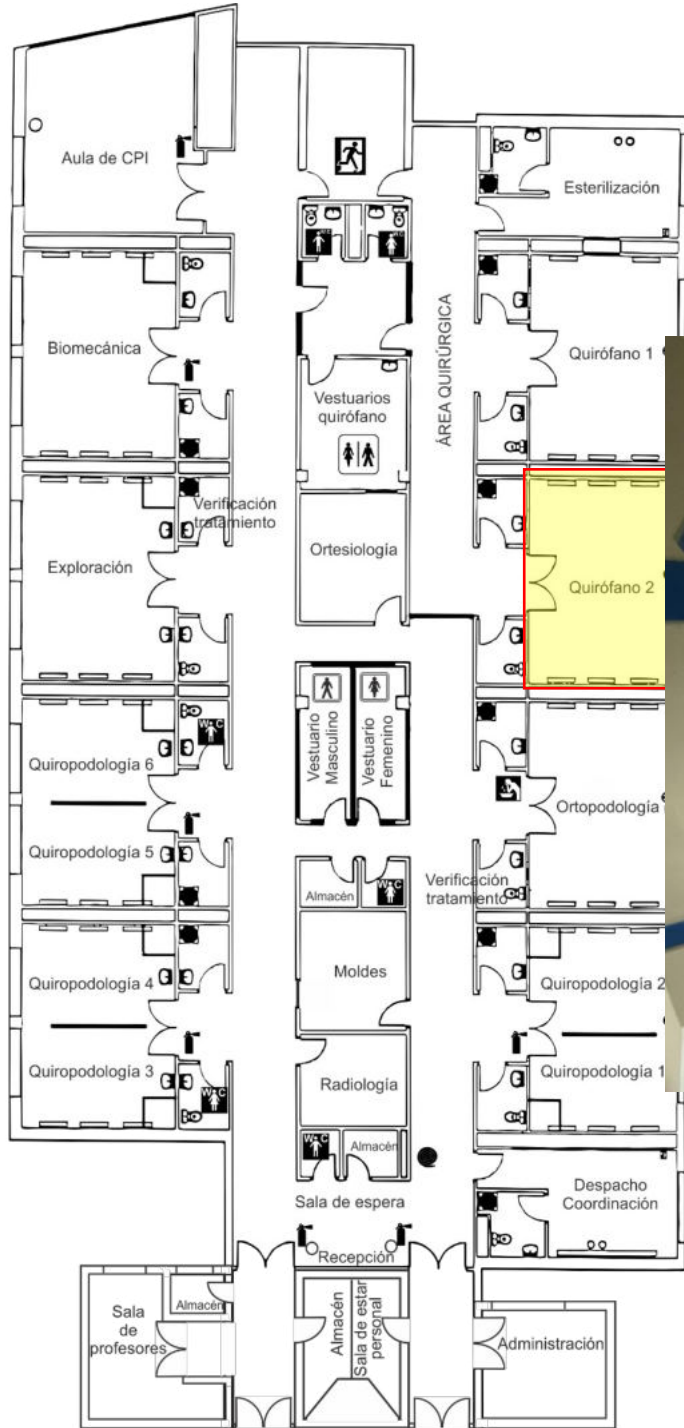 Aula de CPI
Esterilización
Biomecánica
ÁREA QUIRÚRGICA
Quirófano 1
Vestuarios
quirófano
Verificación
tratamiento
Exploración
Ortesiología
Quirófano 2
Vestuario
Masculino
Vestuario
Femenino
W C
Quiropodología 6
Quiropodología 5
Ortopodología
Almacén
W C
Verificación
tratamiento
Quiropodología 4
Moldes
Quiropodología 2
Quiropodología 3
Radiología
Quiropodología 1
W C
W C
Almacén
Despacho
Coordinación
Sala de espera
Recepción
Sala
de
profesores
Almacén
Almacén
Sala de estar
personal
Administración